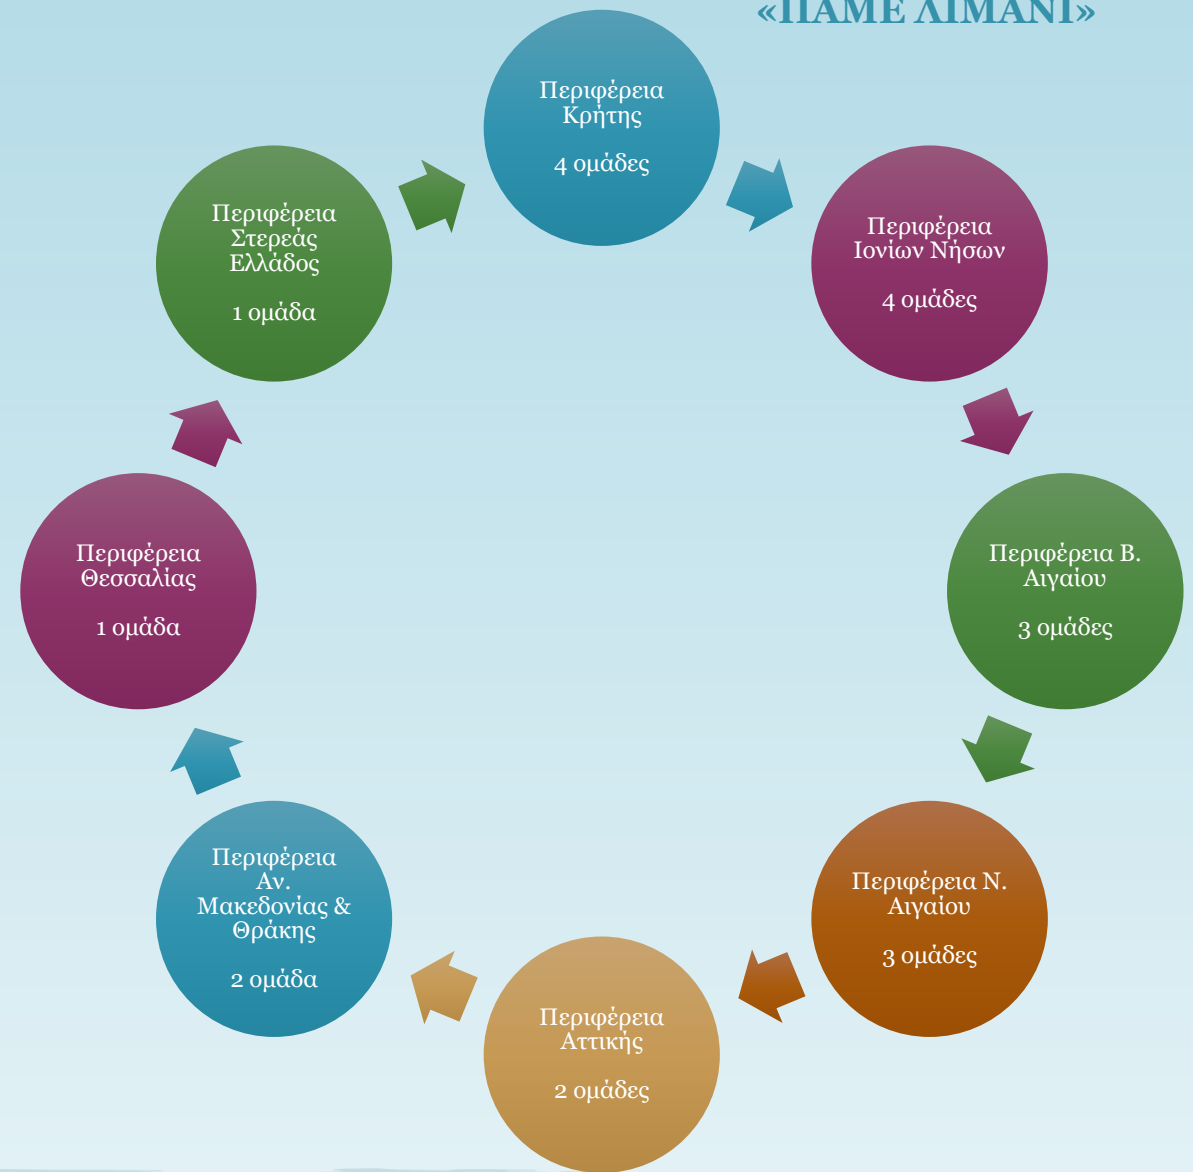 «ΠΑΜΕ ΛΙΜΑΝΙ»
Περιφέρεια
Κρήτης
4 ομάδες
Περιφέρεια
Ιονίων Νήσων
4 ομάδες
Περιφέρεια Β.
Αιγαίου
3 ομάδες
Περιφέρεια Ν.
Αιγαίου
3 ομάδες
Περιφέρεια
Αττικής
2 ομάδες
Περιφέρεια
Αν.
Μακεδονίας &
Θράκης
2 ομάδα
Περιφέρεια
Θεσσαλίας
1 ομάδα
Περιφέρεια
Στερεάς
Ελλάδος
1 ομάδα